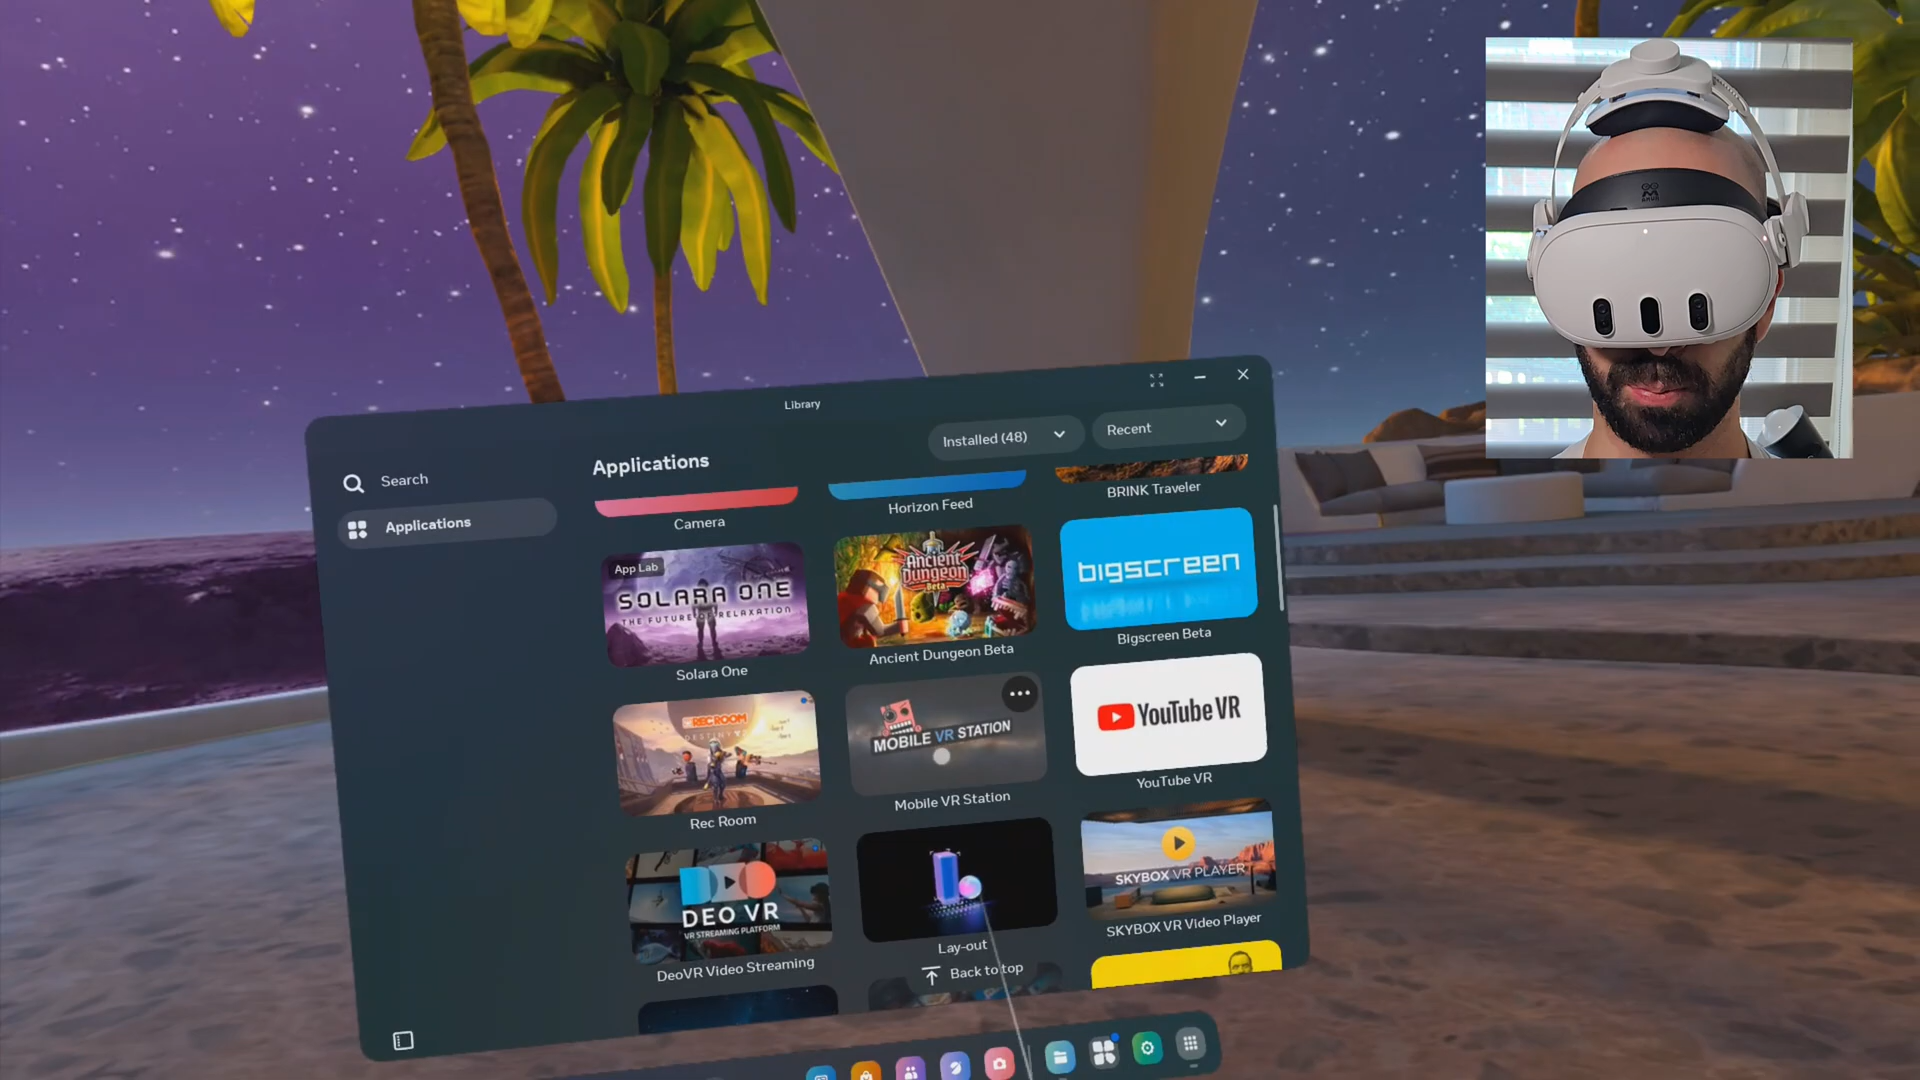 Library
Search
Applications
Applications
Installed (48)
Recent
Camera
Horizon Feed
BRINK Traveler
App Lab
SOLARA ONE
THE FUTURE OF RELAXATION
Solara One
Ancient
Dungeon
Beta
Ancient Dungeon Beta
bigscreen
Bigscreen Beta
REC ROOM
DESTINY
Rec Room
MOBILE VR STATION
Mobile VR Station
YouTube VR
YouTube VR
DEO VR
VR STREAMING PLATFORM
DeoVR Video Streaming
Lay-out
SKYBOX VR PLAYER
SKYBOX VR Video Player
Back to top